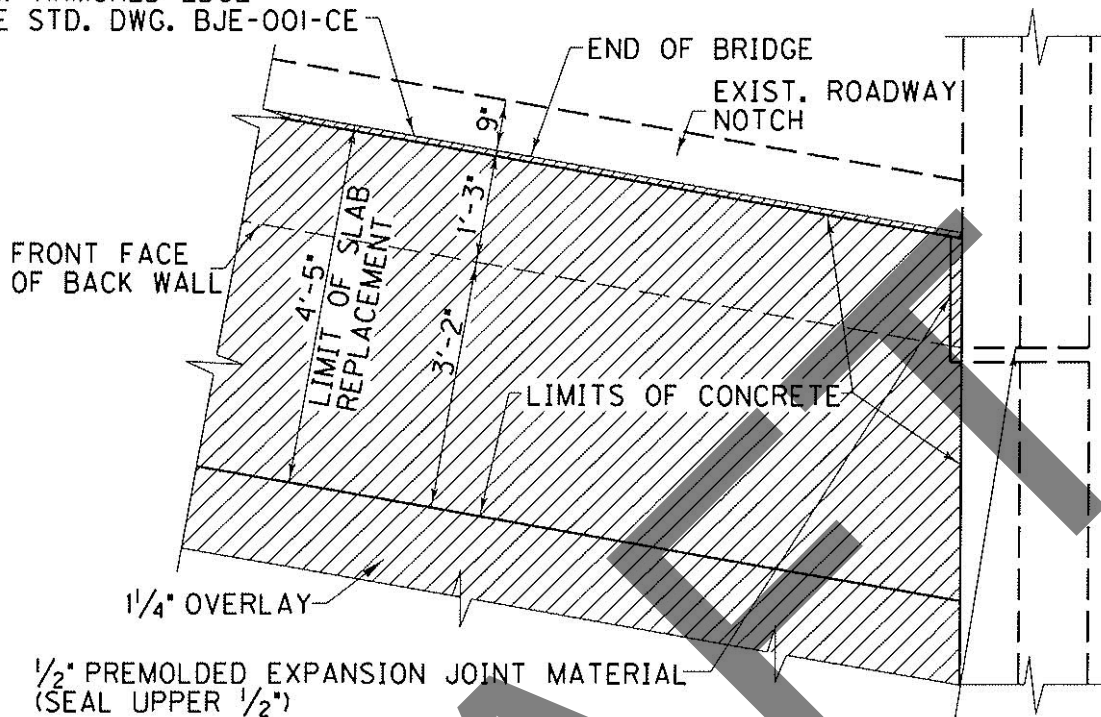 E STD. DWG. BJE-001-CE
END OF BRIDGE
EXIST. ROADWAY
NOTCH
9"
1'-3"
FRONT FACE
OF BACK WALL
4'-5"
LIMIT OF SLAB
REPLACEMENT
3'-2"
LIMITS OF CONCRETE
1 1/4" OVERLAY
1/2" PREMOLDED EXPANSION JOINT MATERIAL
(SEAL UPPER 1/2")